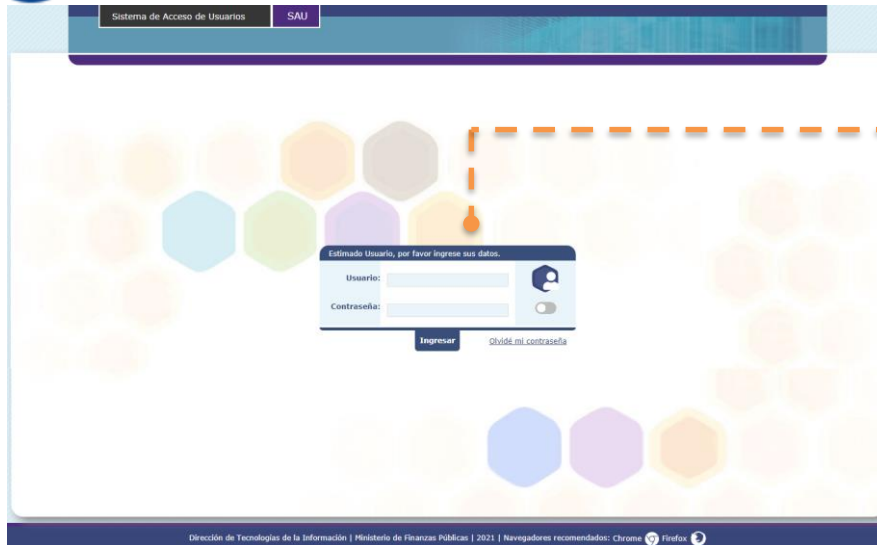 Sistema de Acceso de Usuarios SAU
Estimado Usuario, por favor ingrese sus datos.
Usuario:
Contraseña:
Ingresar Olvidé mi contraseña
Dirección de Tecnologías de la Información | Ministerio de Finanzas Públicas | 2021 | Navegadores recomendados: Chrome Firefox